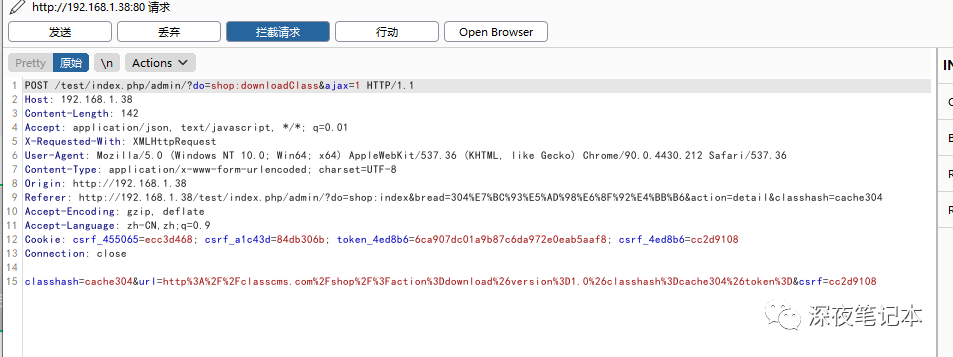 http://192.168.1.38:80 请求
发送 丢弃 拦截请求 行动 Open Browser
Pretty 原始 \n Actions
1 POST /test/index.php/admin/?do=shop:downloadClass&ajax=1 HTTP/1.1
2 Host: 192.168.1.38
3 Content-Length: 142
4 Accept: application/json, text/javascript, */*; q=0.01
5 X-Requested-With: XMLHttpRequest
6 User-Agent: Mozilla/5.0 (Windows NT 10.0; Win64; x64) AppleWebKit/537.36 (KHTML, like Gecko) Chrome/90.0.4430.212 Safari/537.36
7 Content-Type: application/x-www-form-urlencoded; charset=UTF-8
8 Origin: http://192.168.1.38
9 Referer: http://192.168.1.38/test/index.php/admin/?do=shop:index&bread=304%E7%BC%93%E5%AD%98%E6%8F%92%E4%BB%B6&action=detail&classhash=cache304
10 Accept-Encoding: gzip, deflate
11 Accept-Language: zh-CN,zh;q=0.9
12 Cookie: csrf_455065=ecc3d468; csrf_a1c43d=84db306b; token_4ed8b6=6ca907dc01a9b87c6da972e0eab5aaf8; csrf_4ed8b6=cc2d9108
13 Connection: close
14
15 classhash=cache304&url=http%3A%2F%2Fclasscms.com%2Fshop%2F%3Faction%3Ddownload%26version%3D1.0%26classhash%3Dcache304%26token%3D&csrf=cc2d9108
深夜笔记本